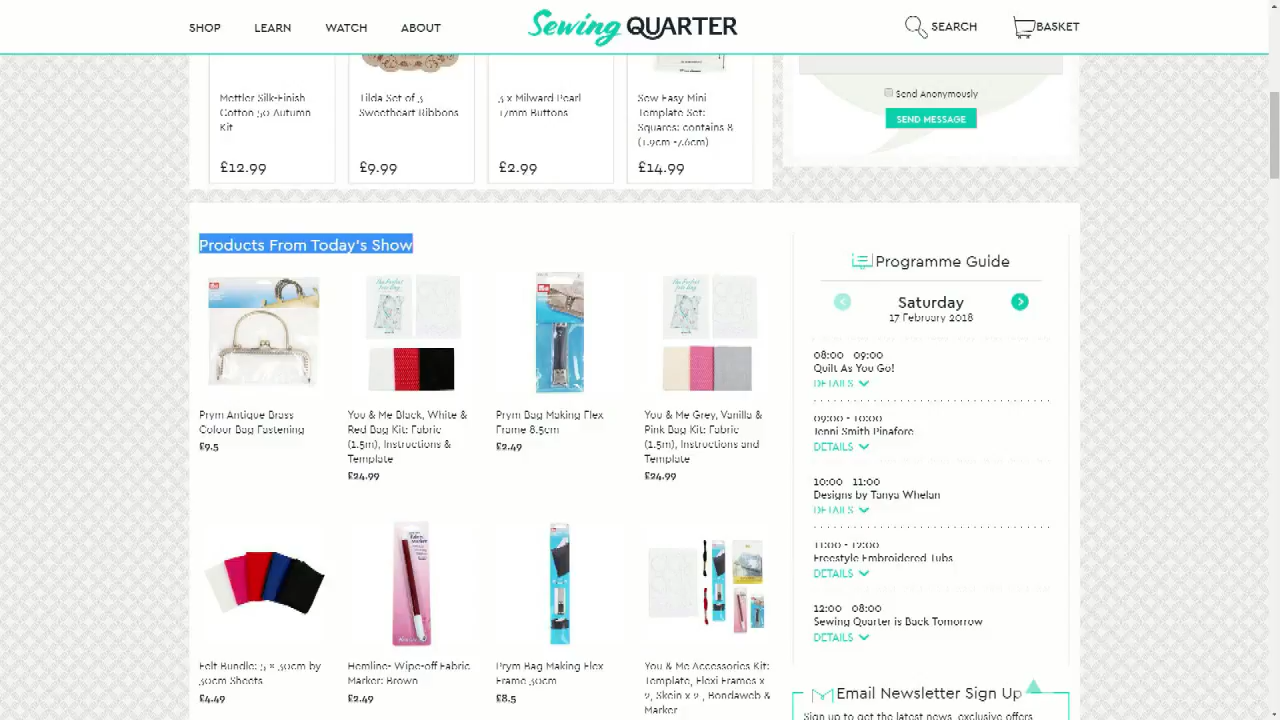 SHOP LEARN WATCH ABOUT Sewing QUARTER SEARCH BASKET
Mettler Silk-Finish
Cotton 50 Autumn
Kit
£12.99
Tilda Set of 3
Sweetheart Ribbons
£9.99
3 x Milward Pearl
17mm Buttons
£2.99
Sew Easy Mini
Template Set:
Squares: contains 8
(1.9cm -7.6cm)
£14.99
Send Anonymously
SEND MESSAGE
Products From Today's Show
Prym Antique Brass
Colour Bag Fastening
£9.5
You & Me Black, White &
Red Bag Kit: Fabric
(1.5m), Instructions &
Template
£24.99
Prym Bag Making Flex
Frame 8.5cm
£2.49
You & Me Grey, Vanilla &
Pink Bag Kit: Fabric
(1.5m), Instructions and
Template
£24.99
Felt Bundle: 5 x 30cm by
30cm Sheets
£4.49
Hemline- Wipe-off Fabric
Marker: Brown
£2.49
Prym Bag Making Flex
Frame 30cm
£8.5
You & Me Accessories Kit:
Template, Flexi Frames x
2, Skein x 2 , Bondaweb &
Marker
Programme Guide
Saturday
17 February 2018
08:00 09:00
Quilt As You Go!
DETAILS
09:00 - 10:00
Jenni Smith Pinafore
DETAILS
10:00 11:00
Designs by Tanya Whelan
DETAILS
11:00 - 12:00
Freestyle Embroidered Tubs
DETAILS
12:00 08:00
Sewing Quarter is Back Tomorrow
DETAILS
Email Newsletter Sign Up
Sign up to get the latest news, exclusive offers